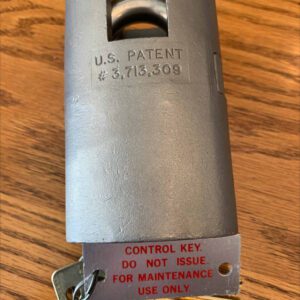 U.S. PATENT
# 3,713,309
CONTROL KEY.
DO NOT ISSUE.
FOR MAINTENANCE
USE ONLY